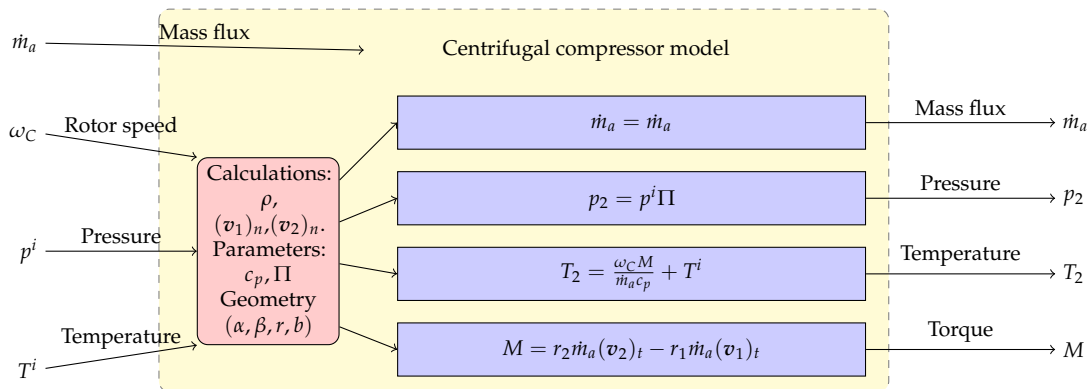 ṁ_a
Mass flux
Centrifugal compressor model
ω_C
Rotor speed
p^i
Pressure
T^i
Temperature
Calculations:
ρ,
(v_1)_n,(v_2)_n.
Parameters:
c_p, Π
Geometry
(α, β, r, b)
ṁ_a = ṁ_a
Mass flux
ṁ_a
p_2 = p^i Π
Pressure
p_2
T_2 = \frac{ω_C M}{ṁ_a c_p} + T^i
Temperature
T_2
M = r_2 ṁ_a (v_2)_t − r_1 ṁ_a (v_1)_t
Torque
M